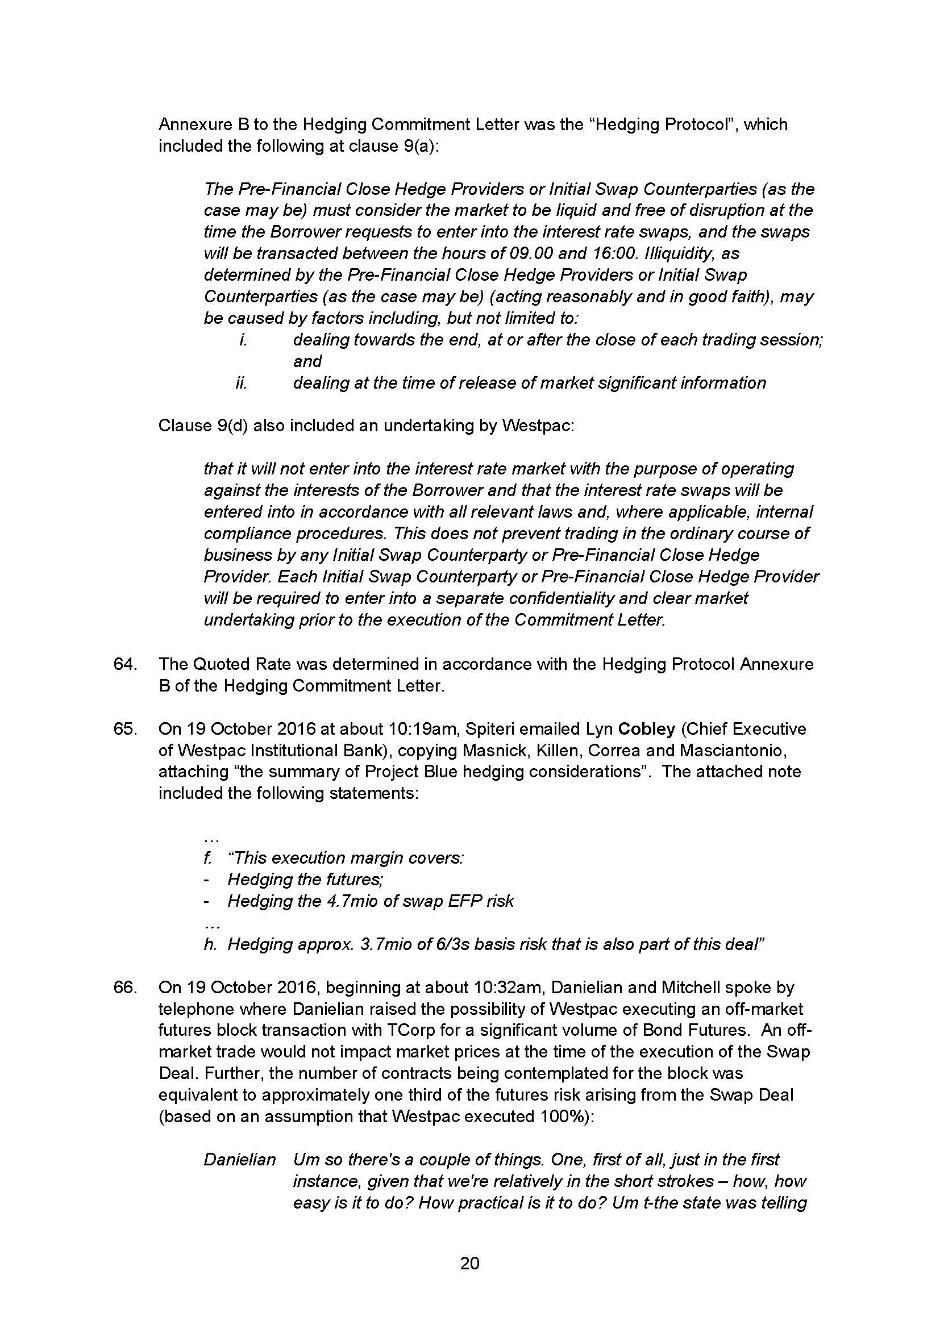 Annexure B to the Hedging Commitment Letter was the “Hedging Protocol”, which
included the following at clause 9(a):
The Pre-Financial Close Hedge Providers or Initial Swap Counterparties (as the
case may be) must consider the market to be liquid and free of disruption at the
time the Borrower requests to enter into the interest rate swaps, and the swaps
will be transacted between the hours of 09.00 and 16:00. Illiquidity, as
determined by the Pre-Financial Close Hedge Providers or Initial Swap
Counterparties (as the case may be) (acting reasonably and in good faith), may
be caused by factors including, but not limited to:
i. dealing towards the end, at or after the close of each trading session;
and
ii. dealing at the time of release of market significant information
Clause 9(d) also included an undertaking by Westpac:
that it will not enter into the interest rate market with the purpose of operating
against the interests of the Borrower and that the interest rate swaps will be
entered into in accordance with all relevant laws and, where applicable, internal
compliance procedures. This does not prevent trading in the ordinary course of
business by any Initial Swap Counterparty or Pre-Financial Close Hedge
Provider. Each Initial Swap Counterparty or Pre-Financial Close Hedge Provider
will be required to enter into a separate confidentiality and clear market
undertaking prior to the execution of the Commitment Letter.
64. The Quoted Rate was determined in accordance with the Hedging Protocol Annexure
B of the Hedging Commitment Letter.
65. On 19 October 2016 at about 10:19am, Spiteri emailed Lyn Cobley (Chief Executive
of Westpac Institutional Bank), copying Masnick, Killen, Correa and Masciantonio,
attaching “the summary of Project Blue hedging considerations”. The attached note
included the following statements:
…
f. “This execution margin covers:
- Hedging the futures;
- Hedging the 4.7mio of swap EFP risk
…
h. Hedging approx. 3.7mio of 6/3s basis risk that is also part of this deal”
66. On 19 October 2016, beginning at about 10:32am, Danielian and Mitchell spoke by
telephone where Danielian raised the possibility of Westpac executing an off-market
futures block transaction with TCorp for a significant volume of Bond Futures. An off-
market trade would not impact market prices at the time of the execution of the Swap
Deal. Further, the number of contracts being contemplated for the block was
equivalent to approximately one third of the futures risk arising from the Swap Deal
(based on an assumption that Westpac executed 100%):
Danielian Um so there's a couple of things. One, first of all, just in the first
instance, given that we're relatively in the short strokes – how, how
easy is it to do? How practical is it to do? Um t-the state was telling
20